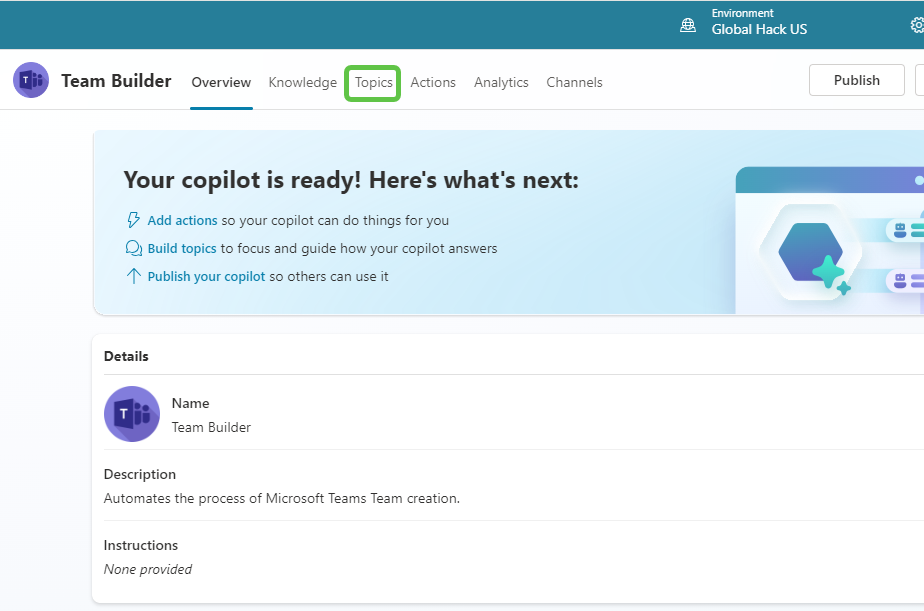 Environment
Global Hack US
T Team Builder Overview Knowledge Topics Actions Analytics Channels Publish
Your copilot is ready! Here's what's next:
Add actions so your copilot can do things for you
Build topics to focus and guide how your copilot answers
Publish your copilot so others can use it
Details
T
Name
Team Builder
Description
Automates the process of Microsoft Teams Team creation.
Instructions
None provided